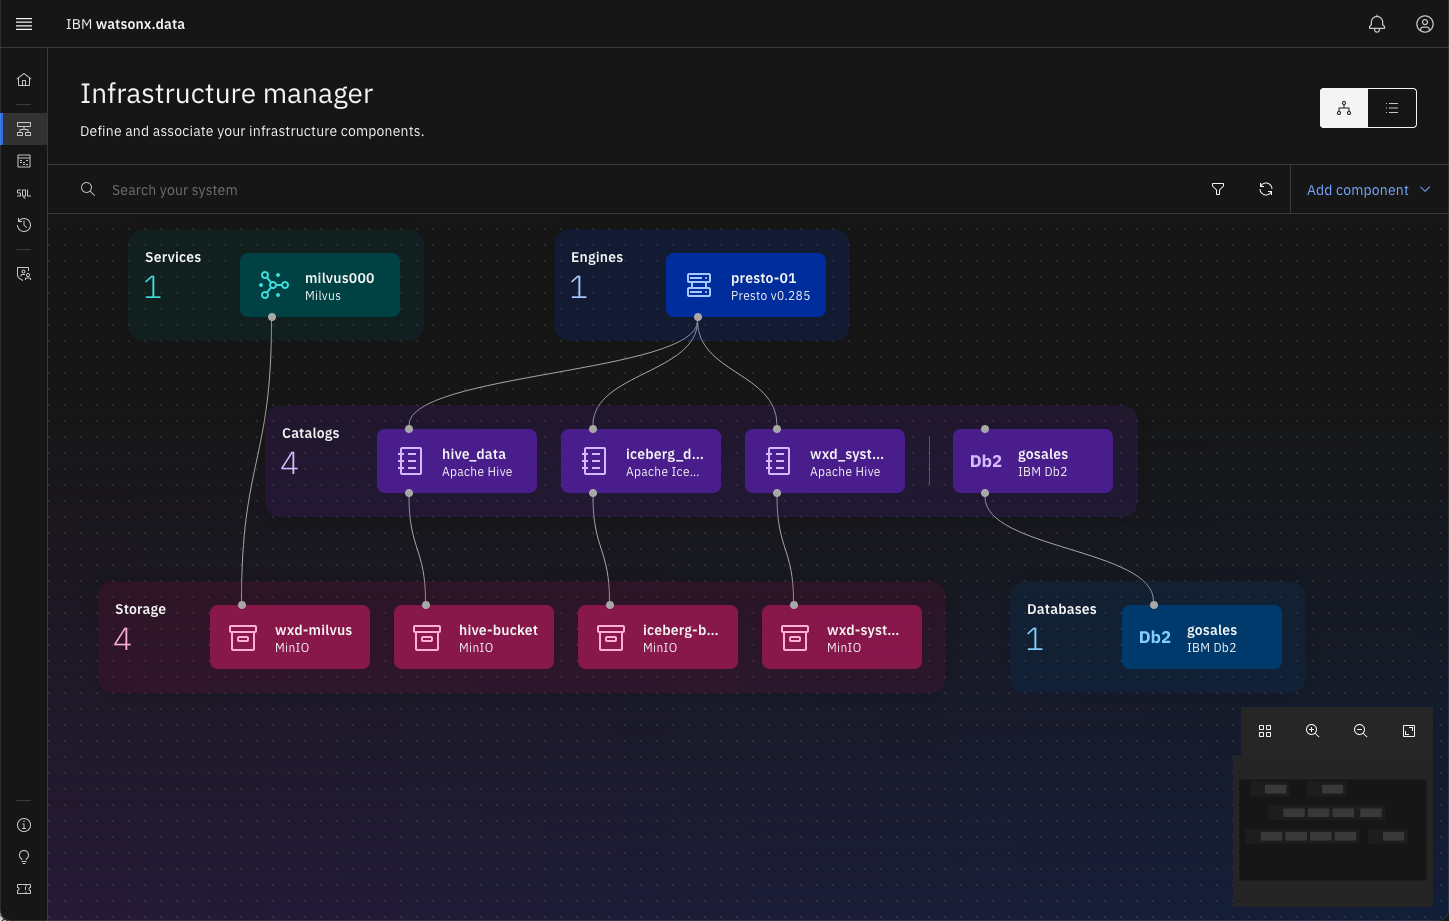 IBM watsonx.data
Infrastructure manager
Define and associate your infrastructure components.
SQL
Search your system
Add component
Services
1
milvus000
Milvus
Engines
1
presto-01
Presto v0.285
Catalogs
4
hive_data
Apache Hive
iceberg_d...
Apache Ice...
wxd_syst...
Apache Hive
Db2
gosales
IBM Db2
Storage
4
wxd-milvus
MinIO
hive-bucket
MinIO
iceberg-b...
MinIO
wxd-syst...
MinIO
Databases
1
Db2
gosales
IBM Db2